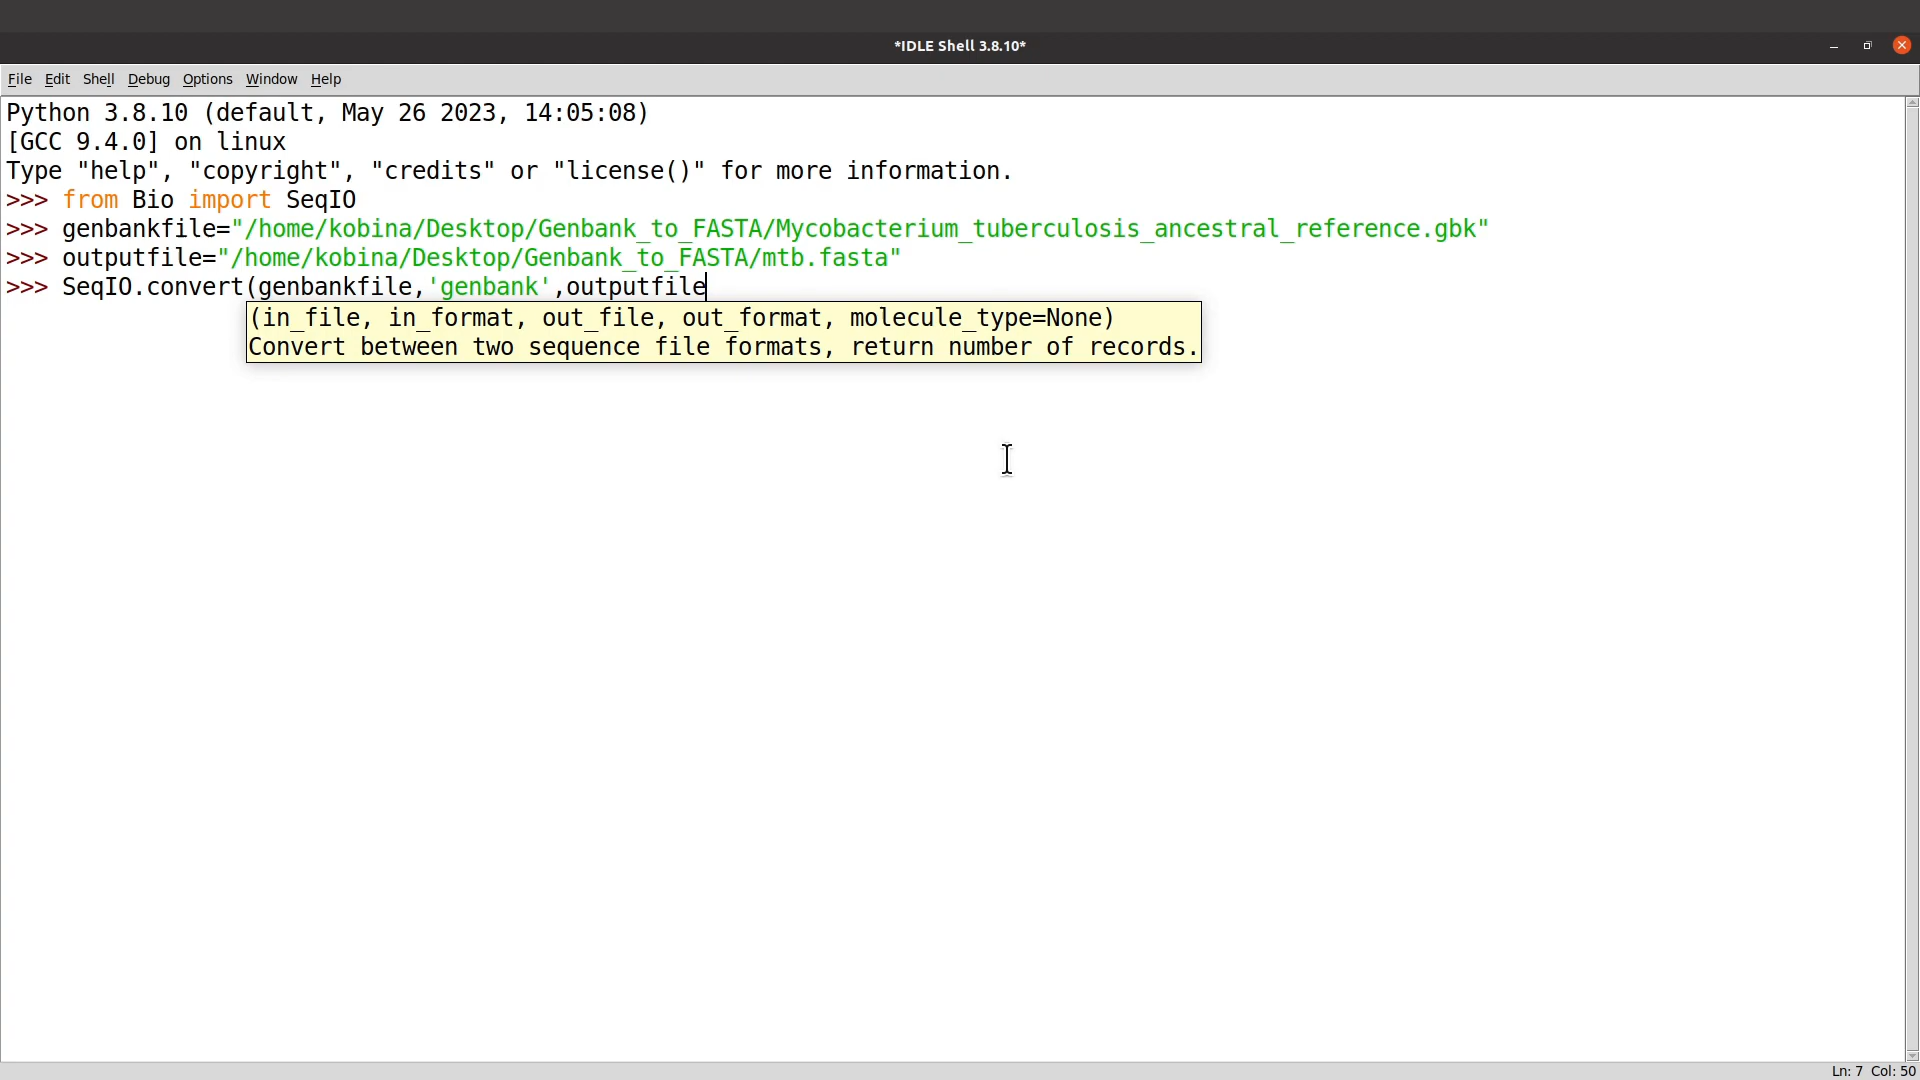 *IDLE Shell 3.8.10*
File Edit Shell Debug Options Window Help
Python 3.8.10 (default, May 26 2023, 14:05:08)
[GCC 9.4.0] on linux
Type "help", "copyright", "credits" or "license()" for more information.
>>> from Bio import SeqIO
>>> genbankfile="/home/kobina/Desktop/Genbank_to_FASTA/Mycobacterium_tuberculosis_ancestral_reference.gbk"
>>> outputfile="/home/kobina/Desktop/Genbank_to_FASTA/mtb.fasta"
>>> SeqIO.convert(genbankfile,'genbank',outputfile
(in_file, in_format, out_file, out_format, molecule_type=None)
Convert between two sequence file formats, return number of records.
Ln: 7 Col: 50